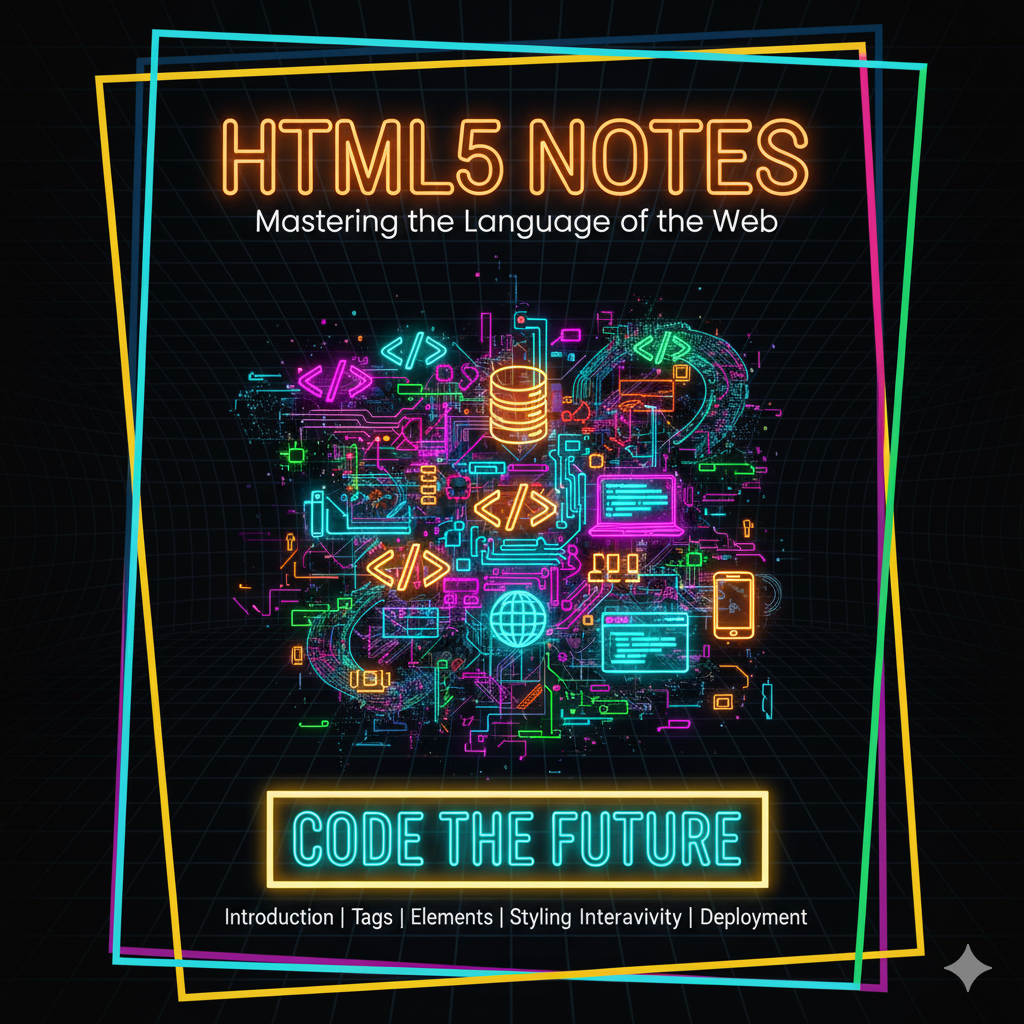 HTML5 NOTES
Mastering the Language of the Web
</>
</>
</>
</>
</>
CODE THE FUTURE
Introduction | Tags | Elements | Styling Interavivity | Deployment